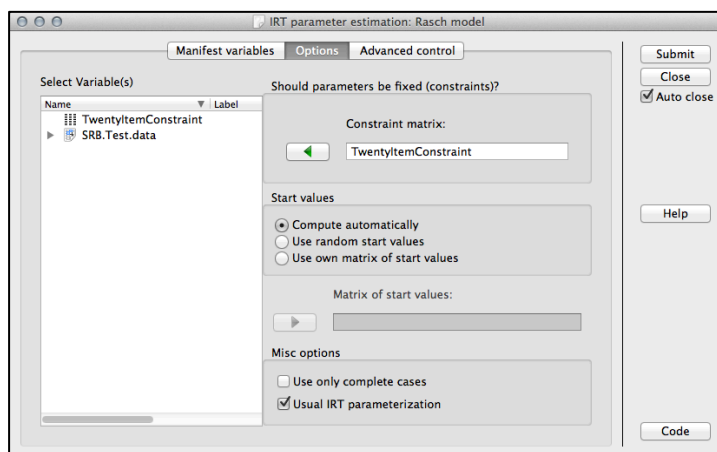 IRT parameter estimation: Rasch model
Manifest variables Options Advanced control
Select Variable(s)
Name Label
TwentyItemConstraint
SRB.Test.data
Should parameters be fixed (constraints)?
Constraint matrix:
TwentyItemConstraint
Start values
Compute automatically
Use random start values
Use own matrix of start values
Matrix of start values:
Misc options
Use only complete cases
Usual IRT parameterization
Submit
Close
Auto close
Help
Code